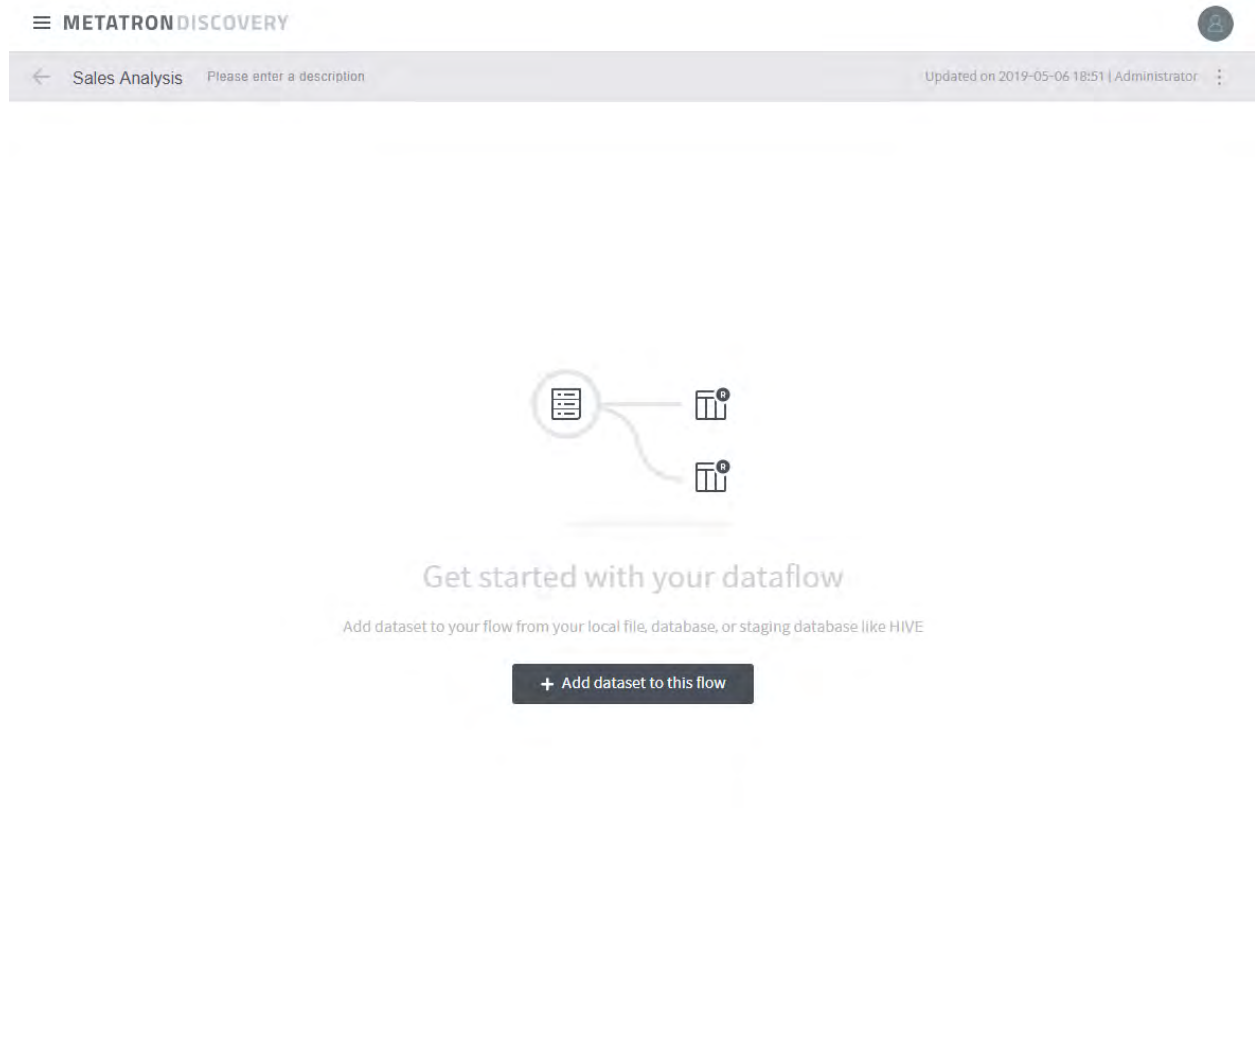 METATRON DISCOVERY
Sales Analysis Please enter a description Updated on 2019-05-06 18:51 | Administrator
R
R
Get started with your dataflow
Add dataset to your flow from your local file, database, or staging database like HIVE
+ Add dataset to this flow